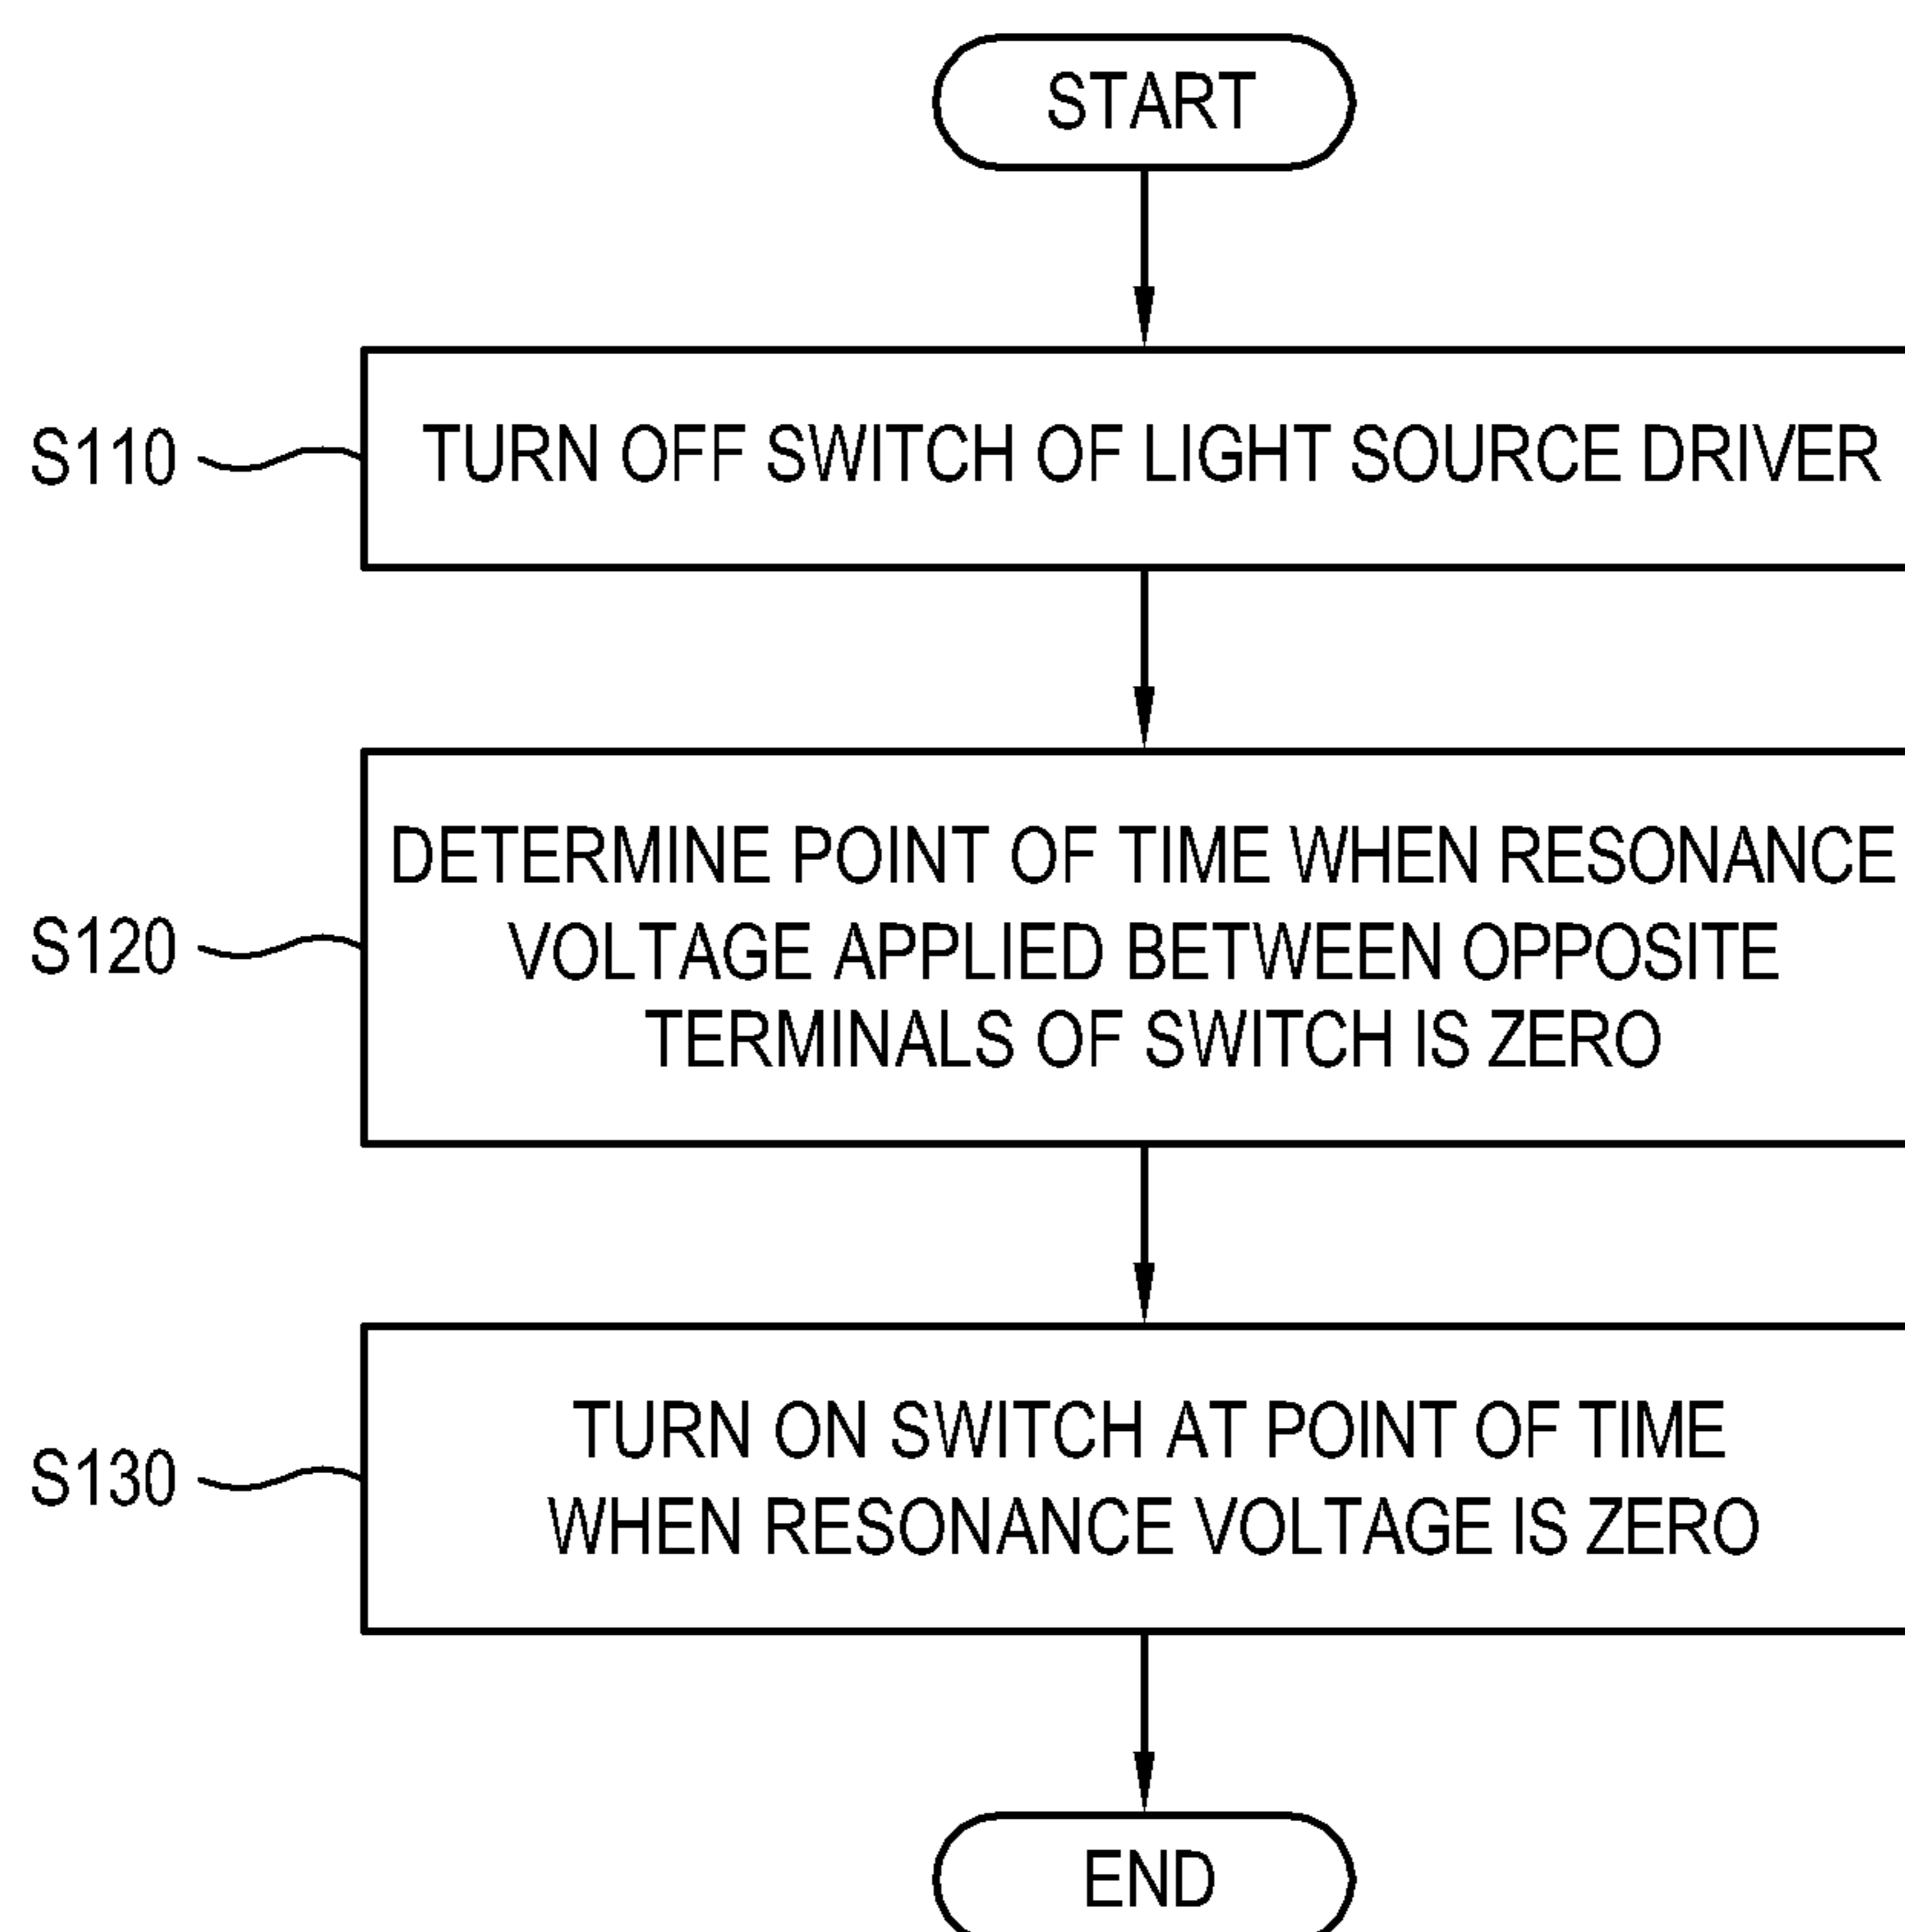 START
S110
TURN OFF SWITCH OF LIGHT SOURCE DRIVER
S120
DETERMINE POINT OF TIME WHEN RESONANCE
VOLTAGE APPLIED BETWEEN OPPOSITE
TERMINALS OF SWITCH IS ZERO
S130
TURN ON SWITCH AT POINT OF TIME
WHEN RESONANCE VOLTAGE IS ZERO
END